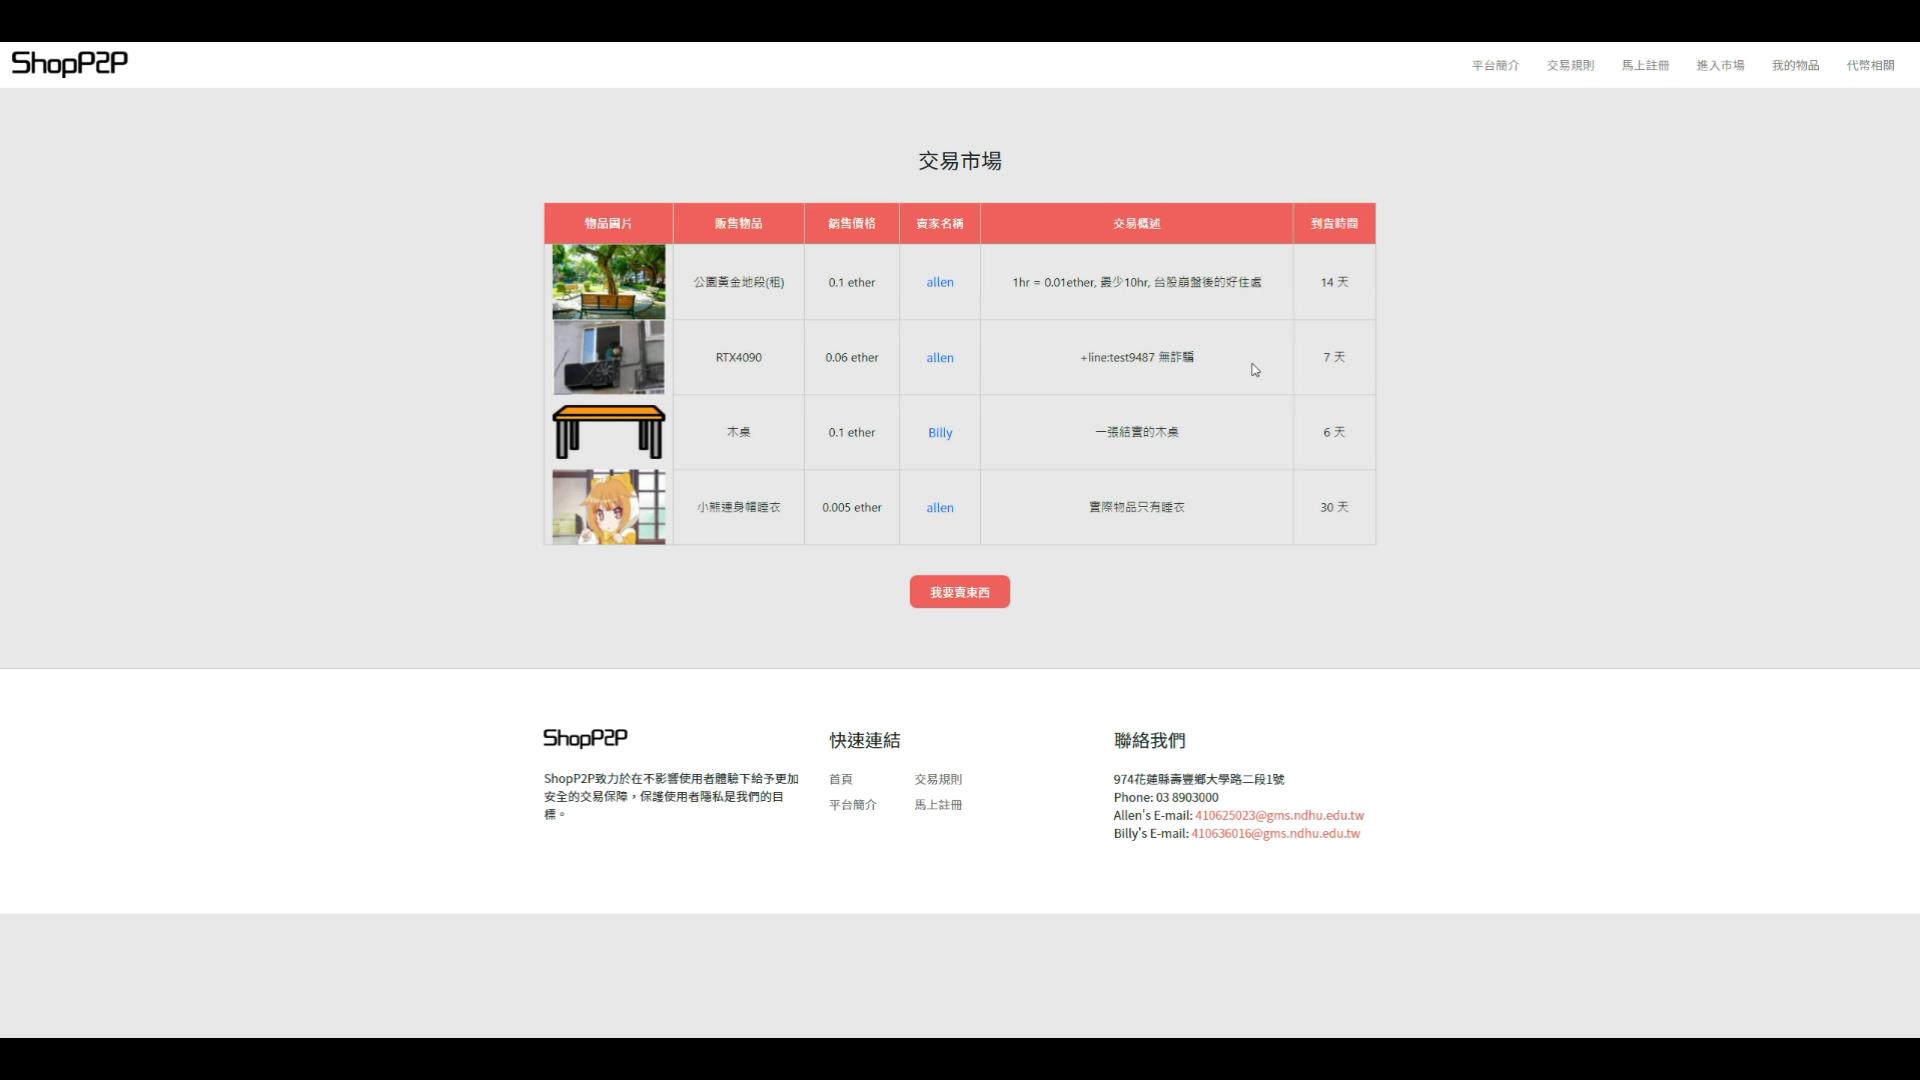 ShopP2P
平台簡介 交易規則 馬上註冊 進入市場 我的物品 代幣相關
交易市場
物品圖片 販售物品 銷售價格 賣家名稱 交易概述 到貨時間
公園黃金地段(租) 0.1 ether allen 1hr = 0.01ether, 最少10hr, 台股崩盤後的好住處 14 天
RTX4090 0.06 ether allen +line:test9487 無詐騙 7 天
木桌 0.1 ether Billy 一張結實的木桌 6 天
小熊連身帽睡衣 0.005 ether allen 實際物品只有睡衣 30 天
我要賣東西
ShopP2P
ShopP2P致力於在不影響使用者體驗下給予更加
安全的交易保障，保護使用者隱私是我們的目
標。
快速連結
首頁 交易規則
平台簡介 馬上註冊
聯絡我們
974花蓮縣壽豐鄉大學路二段1號
Phone: 03 8903000
Allen's E-mail: 410625023@gms.ndhu.edu.tw
Billy's E-mail: 410636016@gms.ndhu.edu.tw